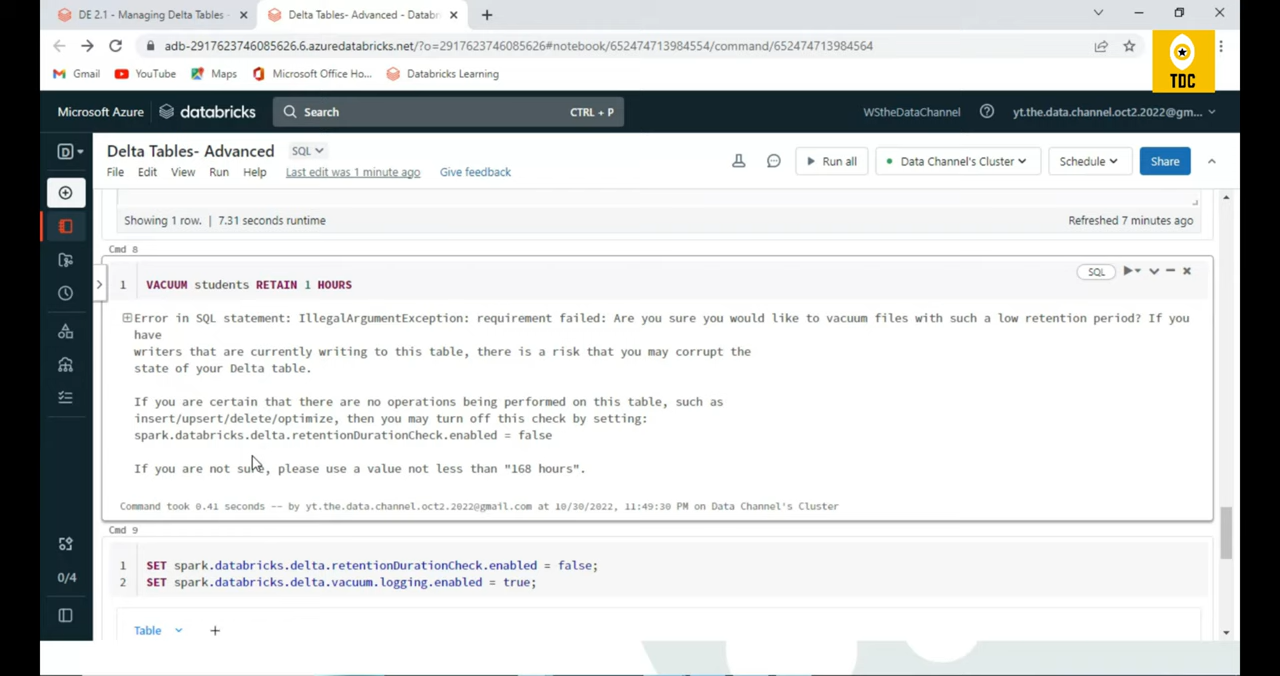 DE 2.1 - Managing Delta Tables -
Delta Tables- Advanced - Databri
adb-2917623746085626.6.azuredatabricks.net/?o=2917623746085626#notebook/652474713984554/command/652474713984564
Gmail
YouTube
Maps
Microsoft Office Ho...
Databricks Learning
TDC
Microsoft Azure
databricks
Search
CTRL + P
WStheDataChannel
yt.the.data.channel.oct2.2022@gm...
Delta Tables- Advanced
SQL
File
Edit
View
Run
Help
Last edit was 1 minute ago
Give feedback
Run all
Data Channel's Cluster
Schedule
Share
Showing 1 row. | 7.31 seconds runtime
Refreshed 7 minutes ago
Cmd 8
SQL
1 VACUUM students RETAIN 1 HOURS
Error in SQL statement: IllegalArgumentException: requirement failed: Are you sure you would like to vacuum files with such a low retention period? If you
have
writers that are currently writing to this table, there is a risk that you may corrupt the
state of your Delta table.
If you are certain that there are no operations being performed on this table, such as
insert/upsert/delete/optimize, then you may turn off this check by setting:
spark.databricks.delta.retentionDurationCheck.enabled = false
If you are not sure, please use a value not less than "168 hours".
Command took 0.41 seconds -- by yt.the.data.channel.oct2.2022@gmail.com at 10/30/2022, 11:49:30 PM on Data Channel's Cluster
Cmd 9
1 SET spark.databricks.delta.retentionDurationCheck.enabled = false;
2 SET spark.databricks.delta.vacuum.logging.enabled = true;
0/4
Table